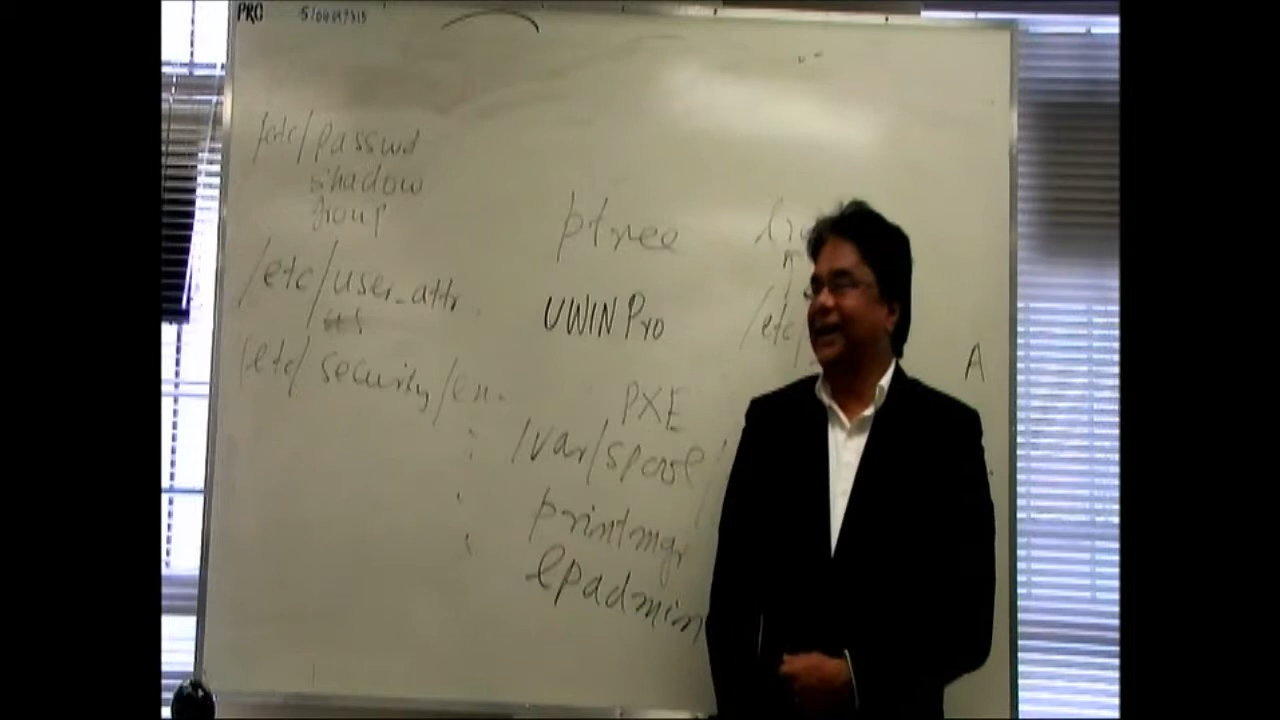 PRO
/etc/passwd
shadow
group
/etc/user_attr
/etc/security/
ptree
UWIN Pro
PXE
/var/spool/
printmgr
lpadmin
/etc/
A